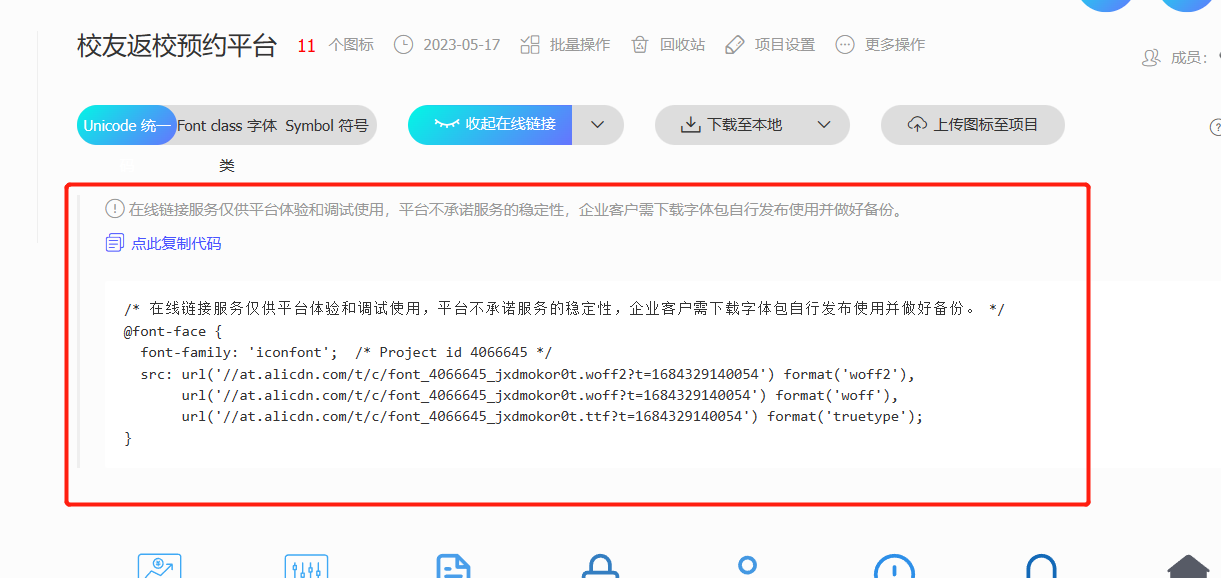 校友返校预约平台 11 个图标 2023-05-17 批量操作 回收站 项目设置 更多操作
成员：
Unicode 统一 Font class 字体 Symbol 符号 收起在线链接 下载至本地 上传图标至项目
类
在线链接服务仅供平台体验和调试使用，平台不承诺服务的稳定性，企业客户需下载字体包自行发布使用并做好备份。
点此复制代码
/* 在线链接服务仅供平台体验和调试使用，平台不承诺服务的稳定性，企业客户需下载字体包自行发布使用并做好备份。 */
@font-face {
  font-family: 'iconfont';  /* Project id 4066645 */
  src: url('//at.alicdn.com/t/c/font_4066645_jxdmokor0t.woff2?t=1684329140054') format('woff2'),
       url('//at.alicdn.com/t/c/font_4066645_jxdmokor0t.woff?t=1684329140054') format('woff'),
       url('//at.alicdn.com/t/c/font_4066645_jxdmokor0t.ttf?t=1684329140054') format('truetype');
}